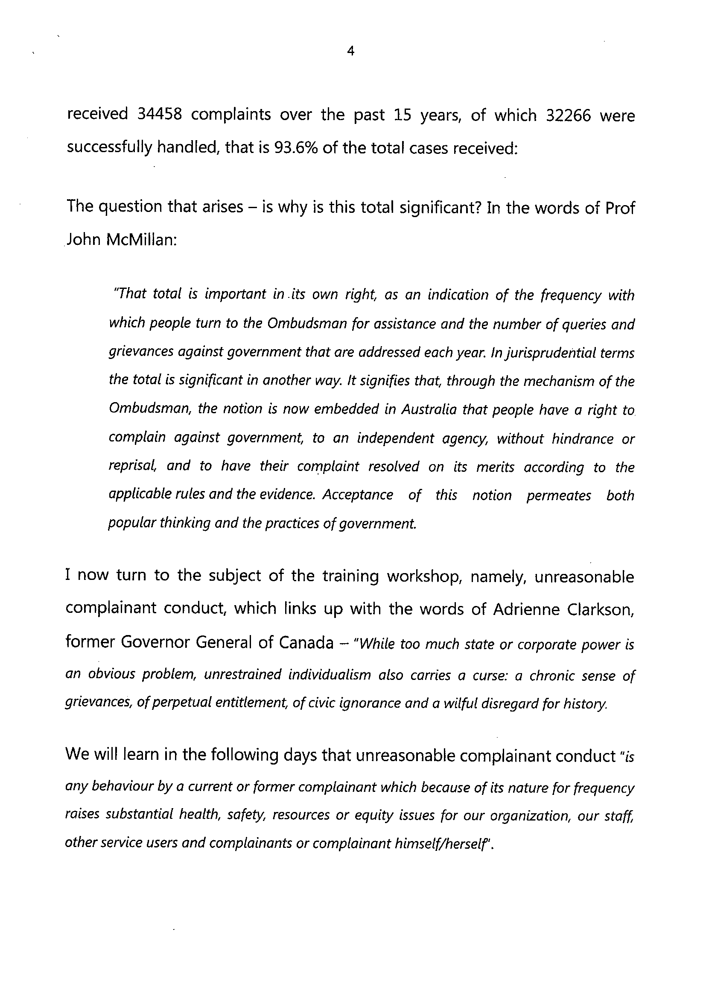 4
received 34458 complaints over the past 15 years, of which 32266 were
successfully handled, that is 93.6% of the total cases received:
The question that arises – is why is this total significant? In the words of Prof
John McMillan:
"That total is important in its own right, as an indication of the frequency with
which people turn to the Ombudsman for assistance and the number of queries and
grievances against government that are addressed each year. In jurisprudential terms
the total is significant in another way. It signifies that, through the mechanism of the
Ombudsman, the notion is now embedded in Australia that people have a right to
complain against government, to an independent agency, without hindrance or
reprisal, and to have their complaint resolved on its merits according to the
applicable rules and the evidence. Acceptance of this notion permeates both
popular thinking and the practices of government.
I now turn to the subject of the training workshop, namely, unreasonable
complainant conduct, which links up with the words of Adrienne Clarkson,
former Governor General of Canada – "While too much state or corporate power is
an obvious problem, unrestrained individualism also carries a curse: a chronic sense of
grievances, of perpetual entitlement, of civic ignorance and a wilful disregard for history.
We will learn in the following days that unreasonable complainant conduct "is
any behaviour by a current or former complainant which because of its nature for frequency
raises substantial health, safety, resources or equity issues for our organization, our staff,
other service users and complainants or complainant himself/herself".